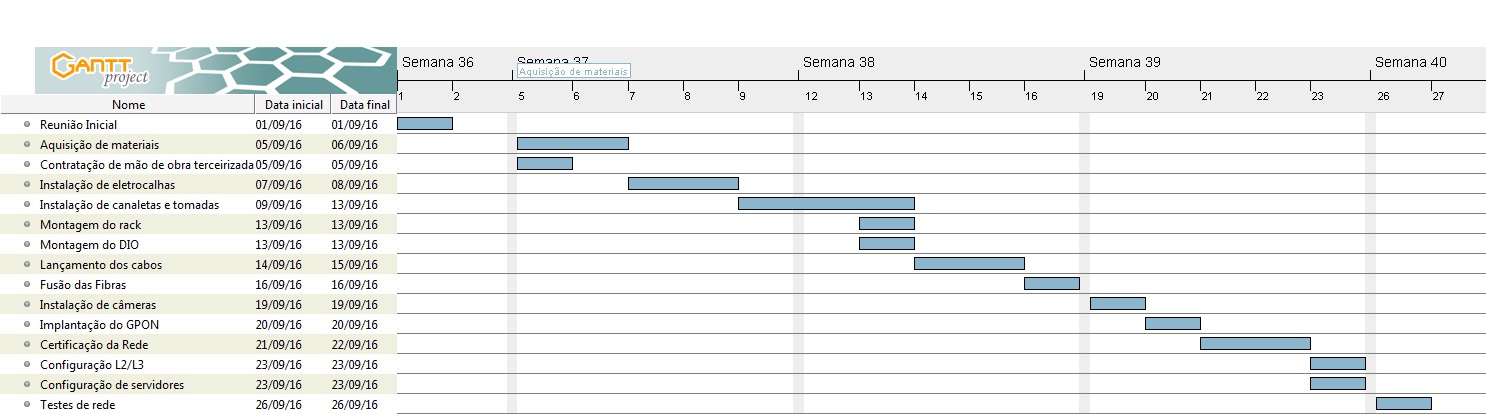 GANTT project
Semana 36 Semana 37 Semana 38 Semana 39 Semana 40
Aquisição de materiais
1 2 5 6 7 8 9 12 13 14 15 16 19 20 21 22 23 26 27
Nome Data inicial Data final
Reunião Inicial 01/09/16 01/09/16
Aquisição de materiais 05/09/16 06/09/16
Contratação de mão de obra terceirizada 05/09/16 05/09/16
Instalação de eletrocalhas 07/09/16 08/09/16
Instalação de canaletas e tomadas 09/09/16 13/09/16
Montagem do rack 13/09/16 13/09/16
Montagem do DIO 13/09/16 13/09/16
Lançamento dos cabos 14/09/16 15/09/16
Fusão das Fibras 16/09/16 16/09/16
Instalação de câmeras 19/09/16 19/09/16
Implantação do GPON 20/09/16 20/09/16
Certificação da Rede 21/09/16 22/09/16
Configuração L2/L3 23/09/16 23/09/16
Configuração de servidores 23/09/16 23/09/16
Testes de rede 26/09/16 26/09/16